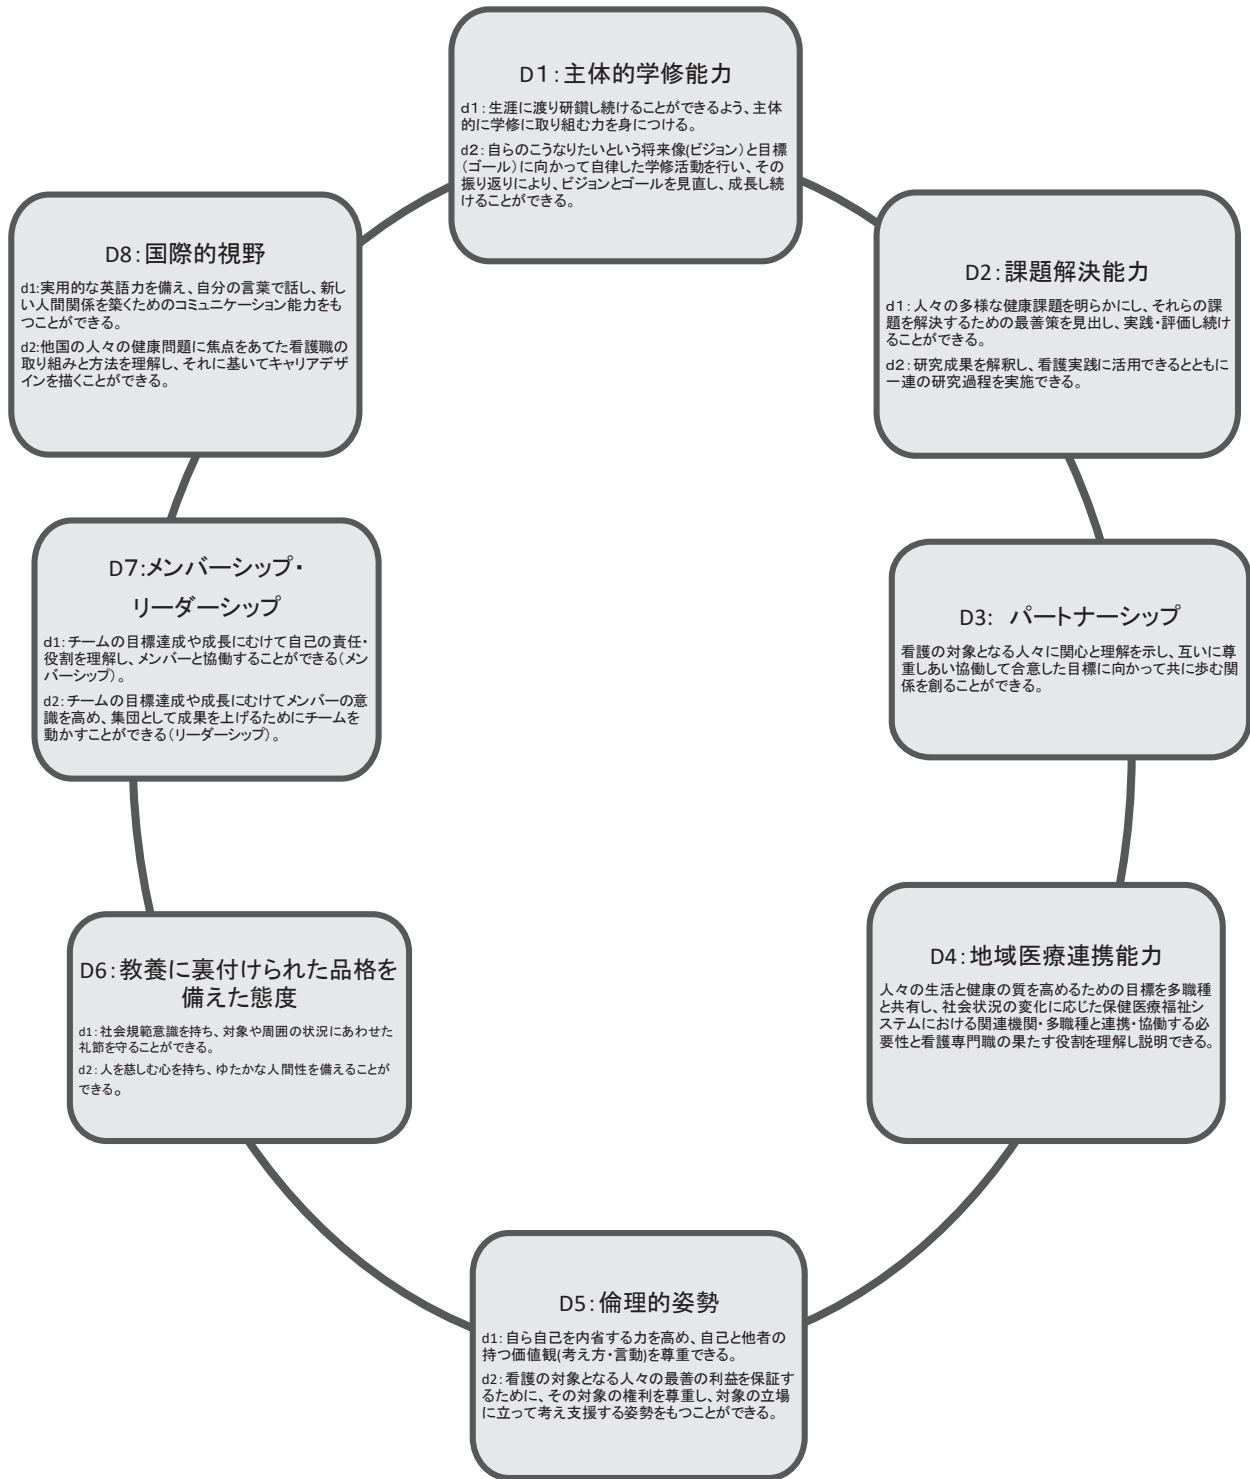 D1：主体的学修能力
d1：生涯に渡り研鑽し続けることができるよう、主体
的に学修に取り組む力を身につける。
d2：自らのこうなりたいという将来像(ビジョン)と目標
(ゴール)に向かって自律した学修活動を行い、その
振り返りにより、ビジョンとゴールを見直し、成長し続
けることができる。
D2：課題解決能力
d1：人々の多様な健康課題を明らかにし、それらの課
題を解決するための最善策を見出し、実践・評価し続け
ることができる。
d2：研究成果を解釈し、看護実践に活用できるとともに
一連の研究過程を実施できる。
D3： パートナーシップ
看護の対象となる人々に関心と理解を示し、互いに尊
重しあい協働して合意した目標に向かって共に歩む関
係を創ることができる。
D4：地域医療連携能力
人々の生活と健康の質を高めるための目標を多職種
と共有し、社会状況の変化に応じた保健医療福祉シ
ステムにおける関連機関・多職種と連携・協働する必
要性と看護専門職の果たす役割を理解し説明できる。
D5：倫理的姿勢
d1：自ら自己を内省する力を高め、自己と他者の
持つ価値観(考え方・言動)を尊重できる。
d2：看護の対象となる人々の最善の利益を保証す
るために、その対象の権利を尊重し、対象の立場
に立って考え支援する姿勢をもつことができる。
D6：教養に裏付けられた品格を
備えた態度
d1：社会規範意識を持ち、対象や周囲の状況にあわせた
礼節を守ることができる。
d2：人を慈しむ心を持ち、ゆたかな人間性を備えることが
できる。
D7:メンバーシップ・
リーダーシップ
d1：チームの目標達成や成長にむけて自己の責任・
役割を理解し、メンバーと協働することができる(メン
バーシップ)。
d2：チームの目標達成や成長にむけてメンバーの意
識を高め、集団として成果を上げるためにチームを
動かすことができる(リーダーシップ)。
D8：国際的視野
d1:実用的な英語力を備え、自分の言葉で話し、新し
い人間関係を築くためのコミュニケーション能力をも
つことができる。
d2:他国の人々の健康問題に焦点をあてた看護職の
取り組みと方法を理解し、それに基いてキャリアデザ
インを描くことができる。